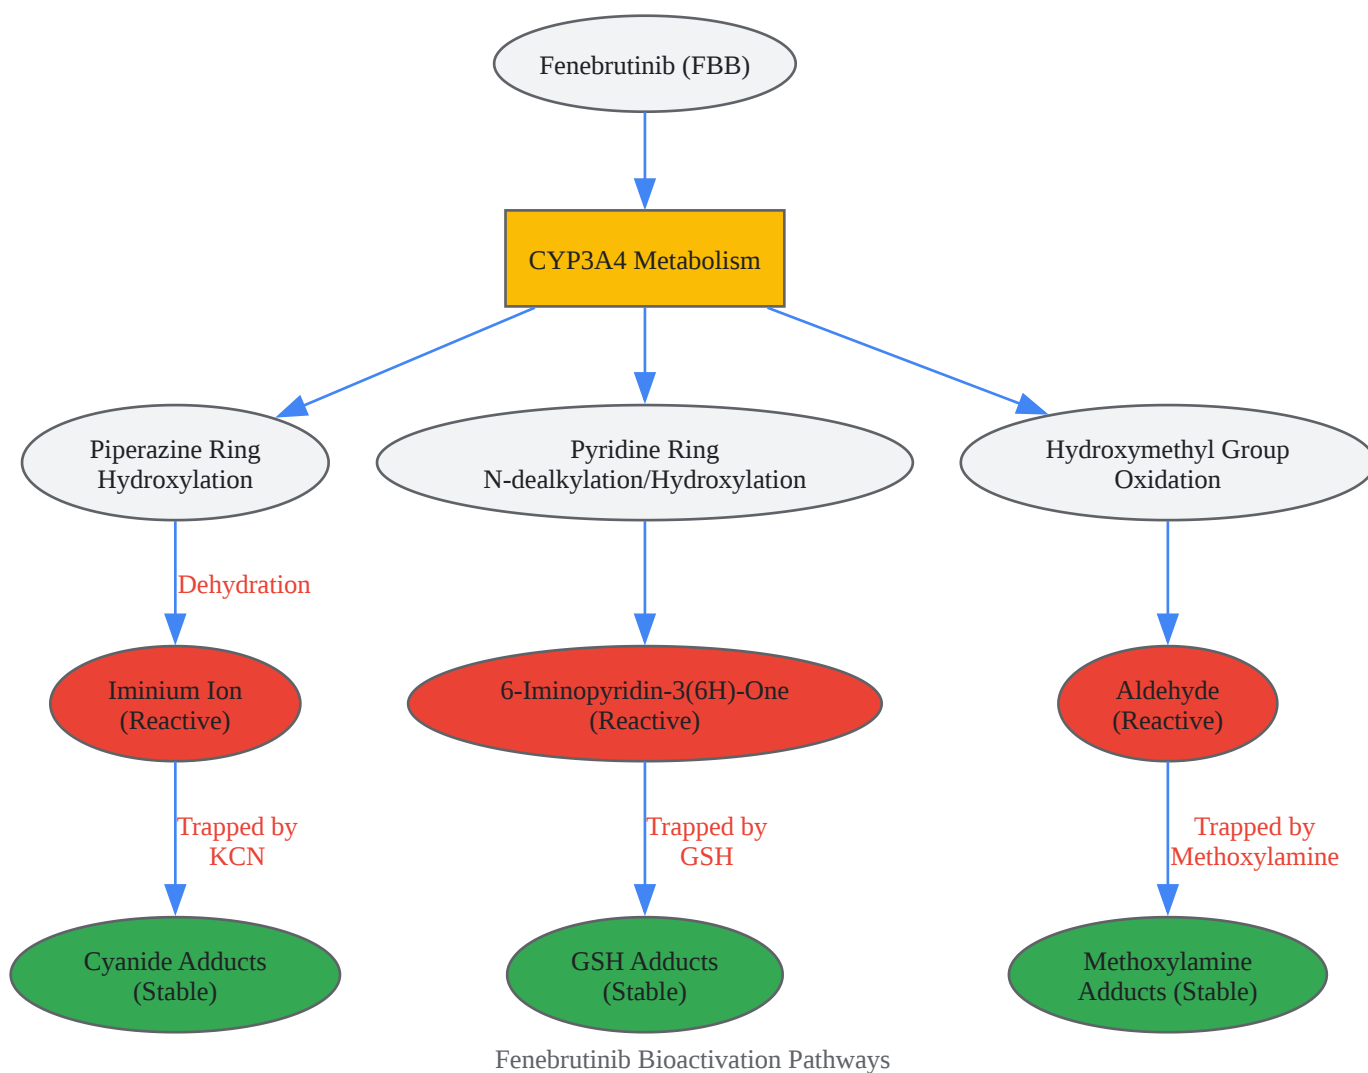 Fenebrutinib (FBB)
CYP3A4 Metabolism
Piperazine Ring
Hydroxylation
Pyridine Ring
N-dealkylation/Hydroxylation
Hydroxymethyl Group
Oxidation
Dehydration
Iminium Ion
(Reactive)
6-Iminopyridin-3(6H)-One
(Reactive)
Aldehyde
(Reactive)
Trapped by
KCN
Trapped by
GSH
Trapped by
Methoxylamine
Cyanide Adducts
(Stable)
GSH Adducts
(Stable)
Methoxylamine
Adducts (Stable)
Fenebrutinib Bioactivation Pathways